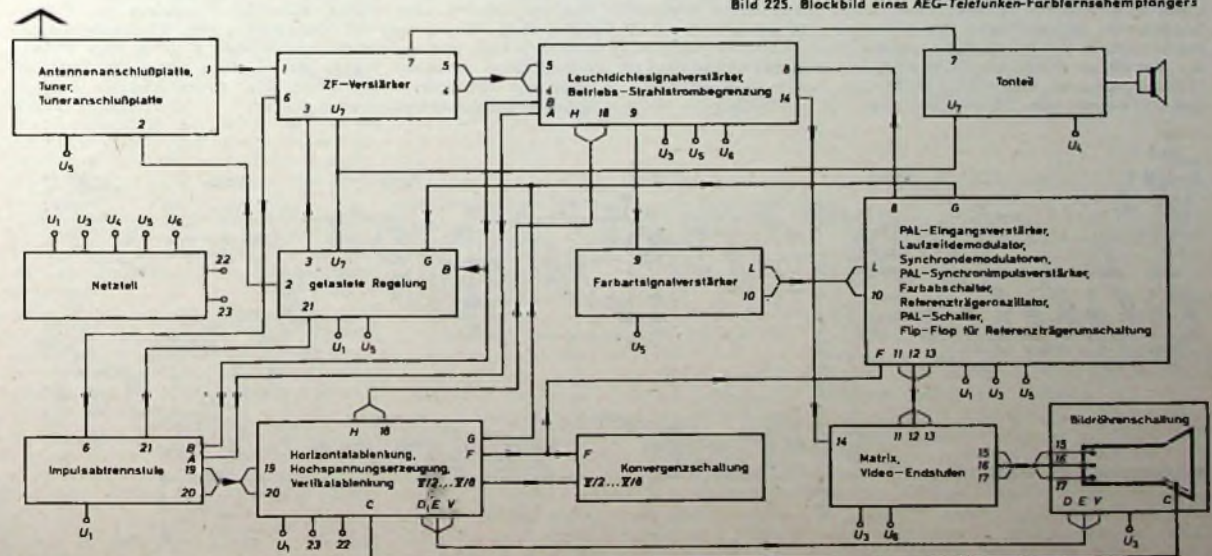 Bild 225. Blockbild eines AEG-Telefunken-Farbfernsehempfängers
Antennenanschlußplatte,
Tuner,
Tuneranschlußplatte
1
2
U5
1
6
7
5
4
ZF-Verstärker
3 U7
5
4
B
A
Leuchtdichtesignalverstärker,
Betriebs-Strahlstrombegrenzung
8
14
H 18 9
U3 U5 U6
7
Tonteil
U7
U4
U1 U3 U4 U5 U6
Netzteil
22
23
3 U7 G
B
2
getastete Regelung
21
U1 U5
9
Farbartsignalverstärker
L
10
U5
8 G
PAL-Eingangsverstärker,
Laufzeitdemodulator,
Synchrondemodulatoren,
PAL-Synchronimpulsverstärker,
Farbabschalter,
Referenzträgeroszillator,
PAL-Schalter,
Flip-Flop für Referenzträgerumschaltung
L
10
F 11 12 13
U1 U3 U5
6 21
B
A
19
20
Impulsabtrennstufe
U1
H 18
G
F
Horizontalablenkung,
Hochspannungserzeugung,
Vertikalablenkung
19
20
V/2...V/8
C D E V
U1 23 22
F
Konvergenzschaltung
V/2...V/8
11 12 13
14
Matrix,
Video-Endstufen
15
16
17
U3 U6
Bildröhrenschaltung
15
16
17
D E V C
U3